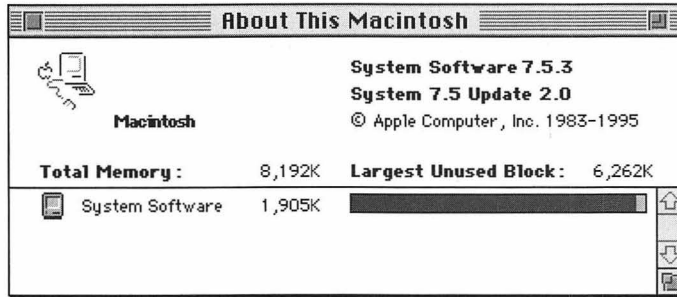 About This Macintosh
System Software 7.5.3
System 7.5 Update 2.0
Macintosh © Apple Computer, Inc. 1983-1995
Total Memory : 8,192K Largest Unused Block : 6,262K
System Software 1,905K